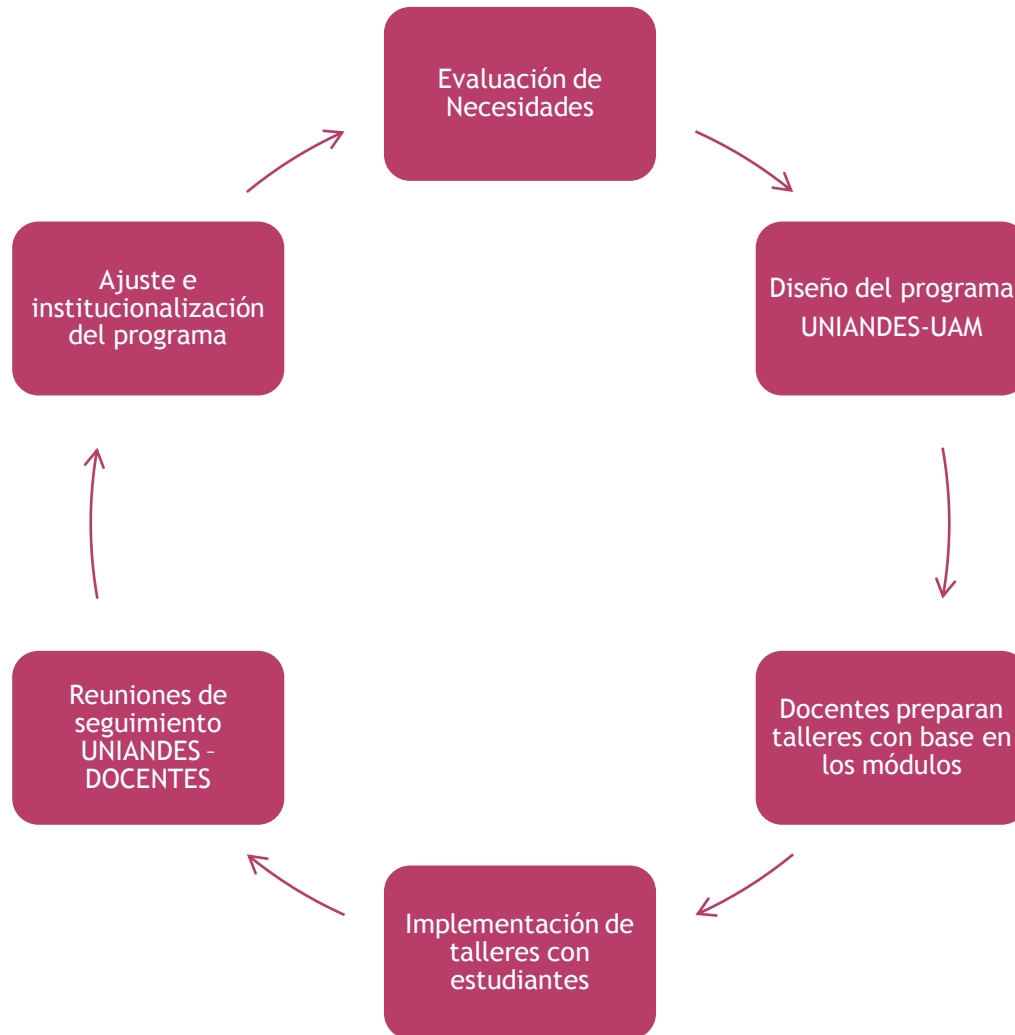 Evaluación de
Necesidades
Diseño del programa
UNIANDES-UAM
Docentes preparan
talleres con base en
los módulos
Implementación de
talleres con
estudiantes
Reuniones de
seguimiento
UNIANDES –
DOCENTES
Ajuste e
institucionalización
del programa